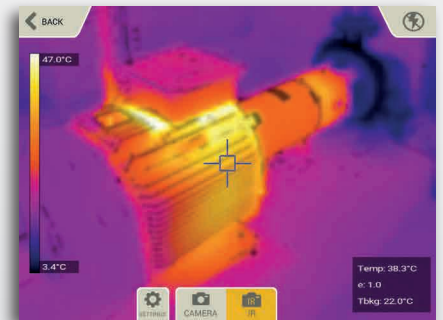 BACK
47.0°C
3.4°C
Temp: 38.3°C
e: 1.0
Tbkg: 22.0°C
SETTINGS
CAMERA
IR